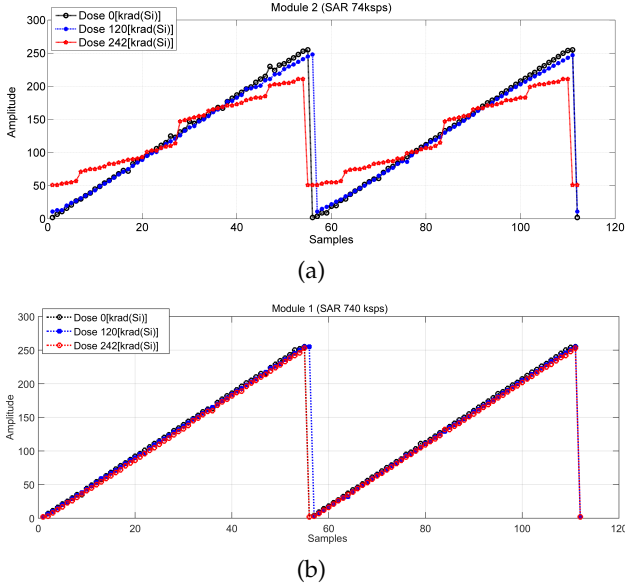 Module 2 (SAR 74ksps)
300
250
200
150
100
50
0
Amplitude
Dose 0[krad(Si)]
Dose 120[krad(Si)]
Dose 242[krad(Si)]
0 20 40 60 80 100 120
Samples
(a)
Module 1 (SAR 740 ksps)
300
250
200
150
100
50
0
Amplitude
Dose 0[krad(Si)]
Dose 120[krad(Si)]
Dose 242[krad(Si)]
0 20 40 60 80 100 120
Samples
(b)